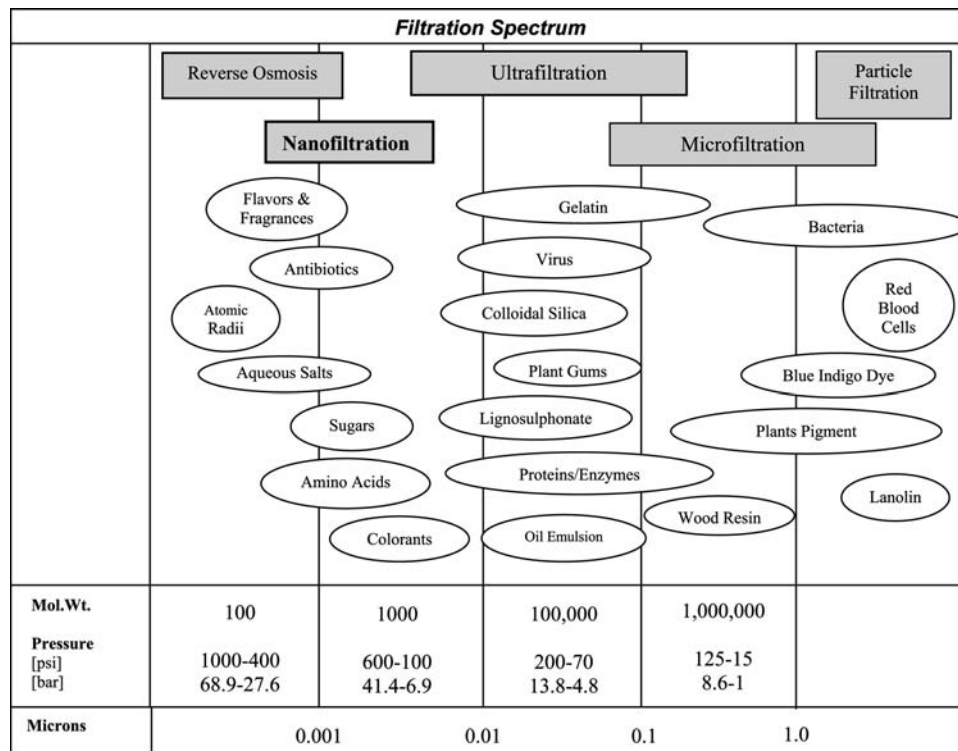 Filtration Spectrum
Reverse Osmosis
Ultrafiltration
Particle
Filtration
Nanofiltration
Microfiltration
Flavors &
Fragrances
Gelatin
Bacteria
Antibiotics
Virus
Atomic
Radii
Colloidal Silica
Red
Blood
Cells
Aqueous Salts
Plant Gums
Blue Indigo Dye
Sugars
Lignosulphonate
Plants Pigment
Amino Acids
Proteins/Enzymes
Lanolin
Wood Resin
Colorants
Oil Emulsion
Mol.Wt. 100 1000 100,000 1,000,000
Pressure
[psi] 1000-400 600-100 200-70 125-15
[bar] 68.9-27.6 41.4-6.9 13.8-4.8 8.6-1
Microns 0.001 0.01 0.1 1.0